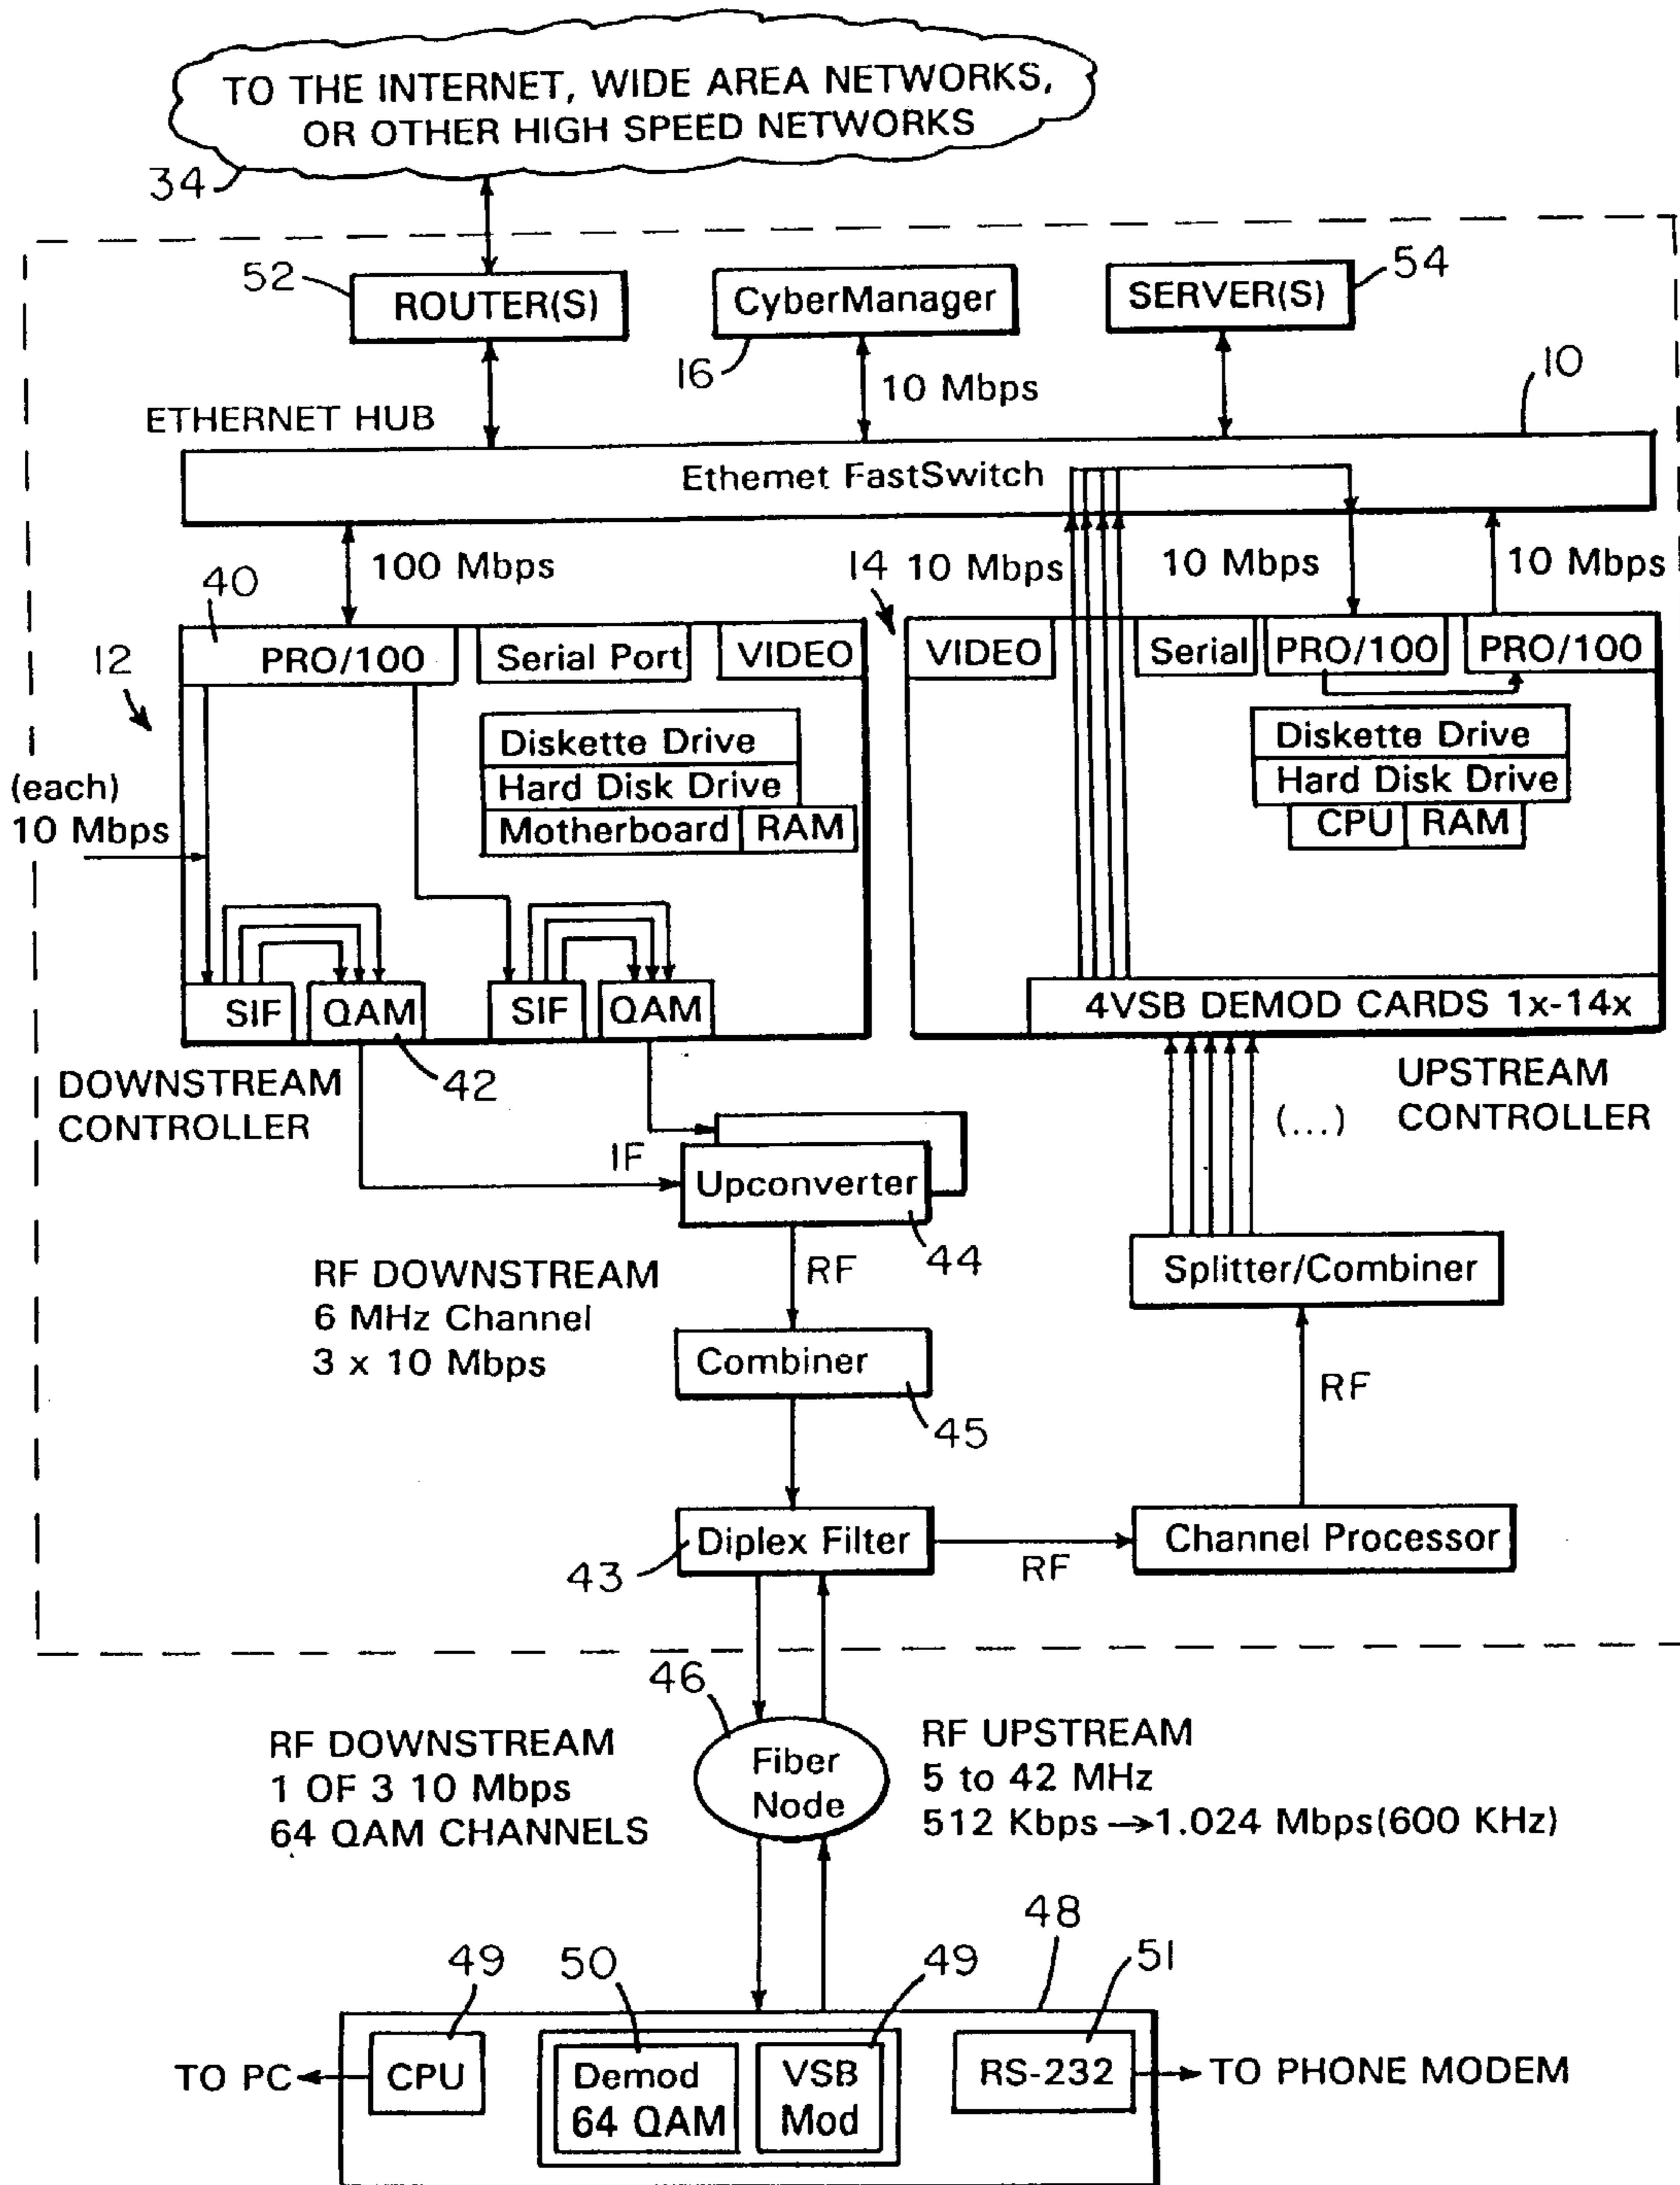 TO THE INTERNET, WIDE AREA NETWORKS,
OR OTHER HIGH SPEED NETWORKS
34
52
ROUTER(S)
CyberManager
16
SERVER(S)
54
10 Mbps
10
ETHERNET HUB
Ethernet FastSwitch
100 Mbps
14
10 Mbps
10 Mbps
10 Mbps
40
12
PRO/100
Serial Port
VIDEO
VIDEO
Serial
PRO/100
PRO/100
Diskette Drive
Hard Disk Drive
Motherboard
RAM
Diskette Drive
Hard Disk Drive
CPU
RAM
(each)
10 Mbps
SIF
QAM
SIF
QAM
4VSB DEMOD CARDS 1x-14x
DOWNSTREAM
CONTROLLER
42
(...)
UPSTREAM
CONTROLLER
IF
Upconverter
44
RF
RF DOWNSTREAM
6 MHz Channel
3 x 10 Mbps
Splitter/Combiner
Combiner
45
RF
Diplex Filter
43
RF
Channel Processor
46
Fiber
Node
RF DOWNSTREAM
1 OF 3 10 Mbps
64 QAM CHANNELS
RF UPSTREAM
5 to 42 MHz
512 Kbps →1.024 Mbps(600 KHz)
48
49
50
49
51
TO PC
CPU
Demod
64 QAM
VSB
Mod
RS-232
TO PHONE MODEM